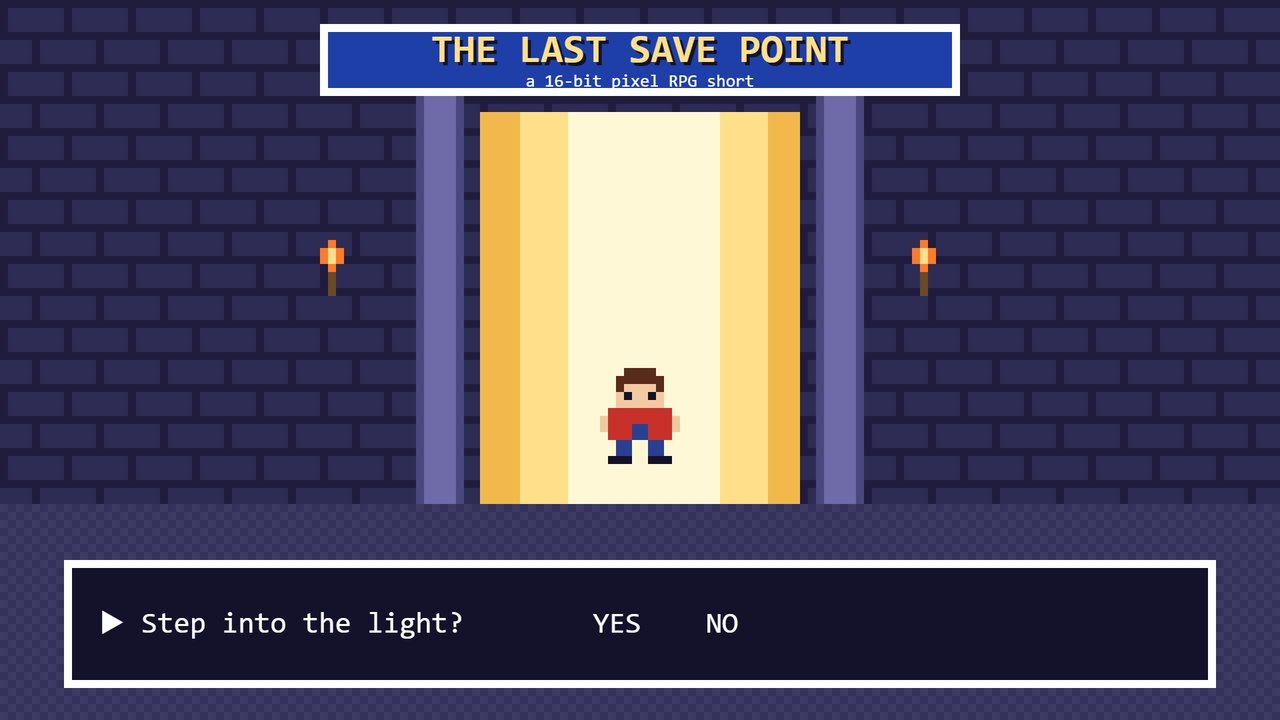 THE LAST SAVE POINT
a 16-bit pixel RPG short
▶ Step into the light? YES NO